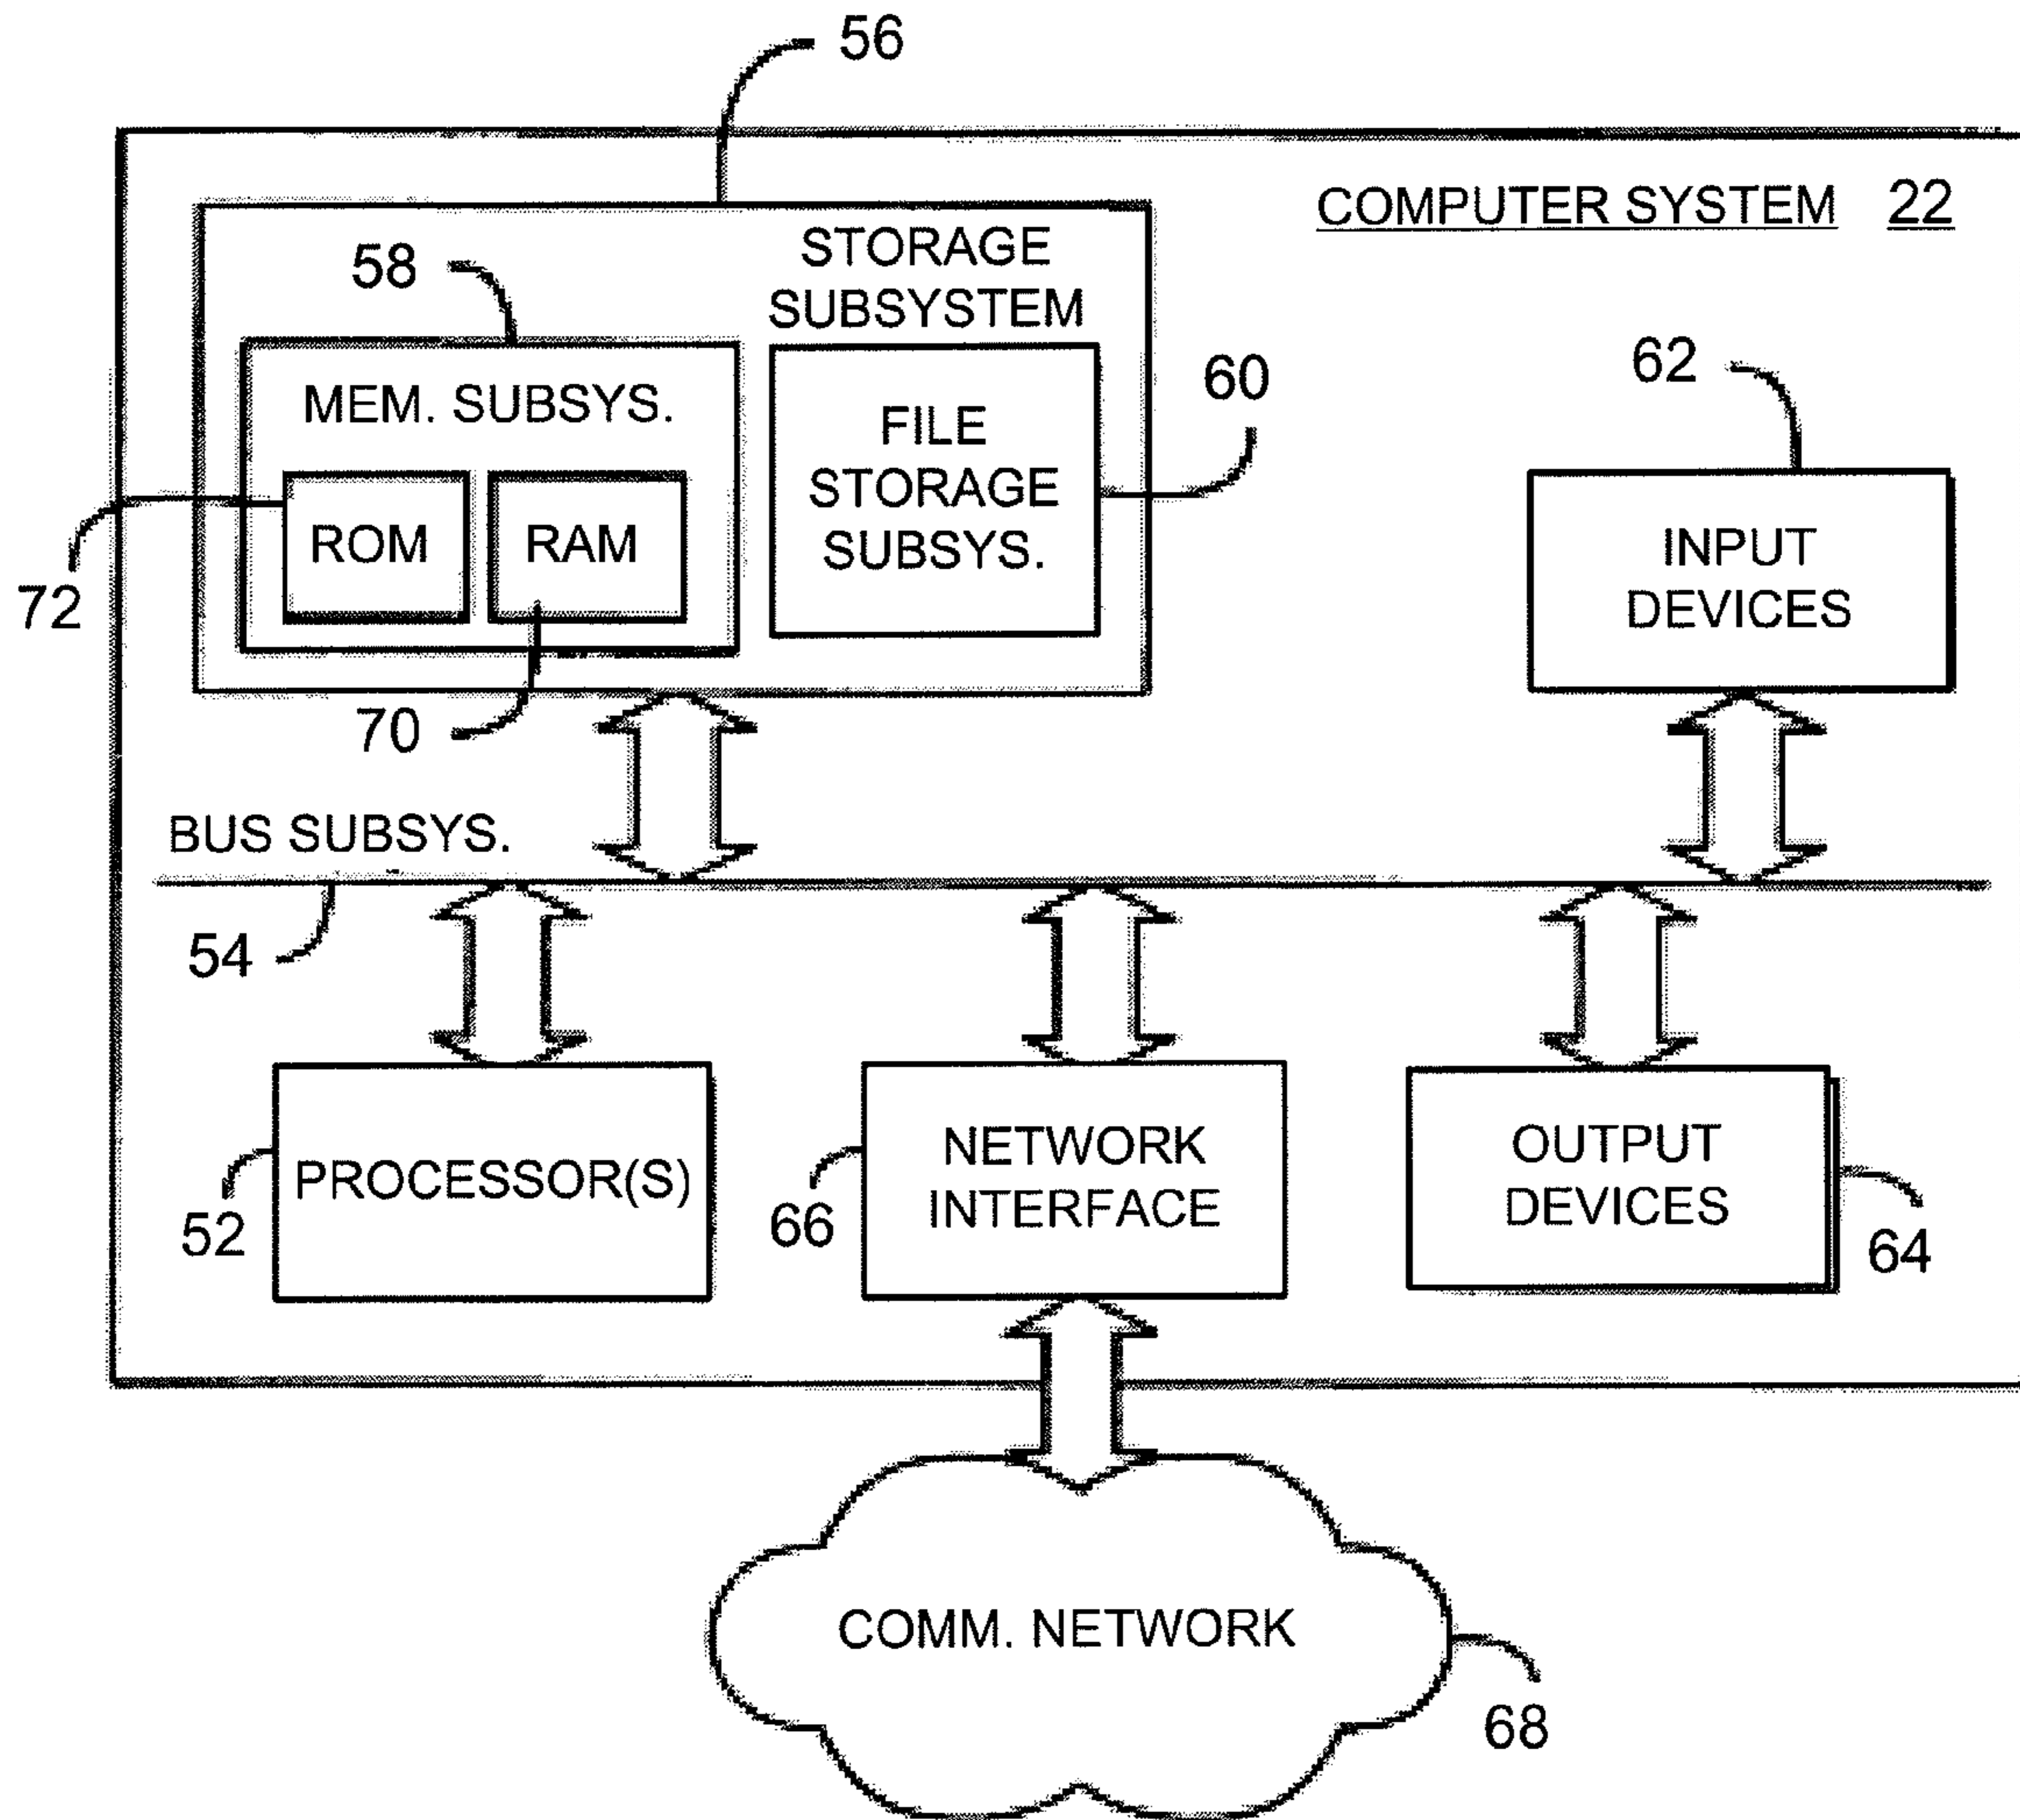 56
COMPUTER SYSTEM 22
STORAGE
SUBSYSTEM
58
MEM. SUBSYS.
ROM
RAM
72
70
FILE
STORAGE
SUBSYS.
60
62
INPUT
DEVICES
BUS SUBSYS.
54
PROCESSOR(S)
52
NETWORK
INTERFACE
66
OUTPUT
DEVICES
64
COMM. NETWORK
68